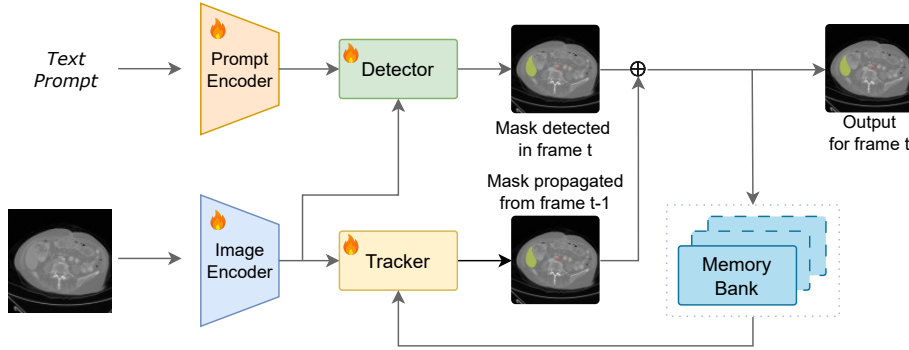 Text
Prompt
Prompt
Encoder
Detector
Mask detected
in frame t
Output
for frame t
Mask propagated
from frame t-1
Image
Encoder
Tracker
Memory
Bank